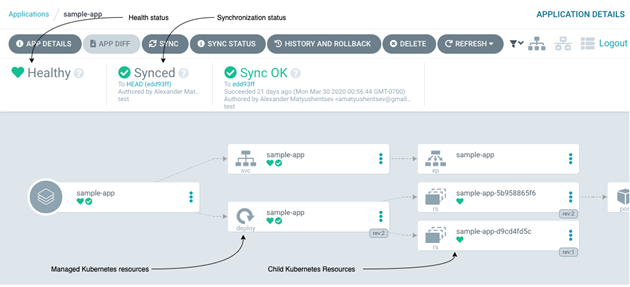 Applications / sample-app
Health status
Synchronization status
APPLICATION DETAILS
APP DETAILS
APP DIFF
SYNC
SYNC STATUS
HISTORY AND ROLLBACK
DELETE
REFRESH
Logout
Healthy
Synced
To HEAD (edd93ff)
Authored by Alexander Mat...
test
Sync OK
To edd93ff
Succeeded 21 days ago (Mon Mar 30 2020 00:56:44 GMT-0700)
Authored by Alexander Matyushentsev <amatyushentsev@gmail...
test
sample-app
sample-app
svc
sample-app
deploy
rev:2
sample-app
ep
sample-app-5b958865f6
rs
rev:2
sample-app-d9cd4fd5c
rs
rev:1
Managed Kubernetes resources
Child Kubernetes Resources